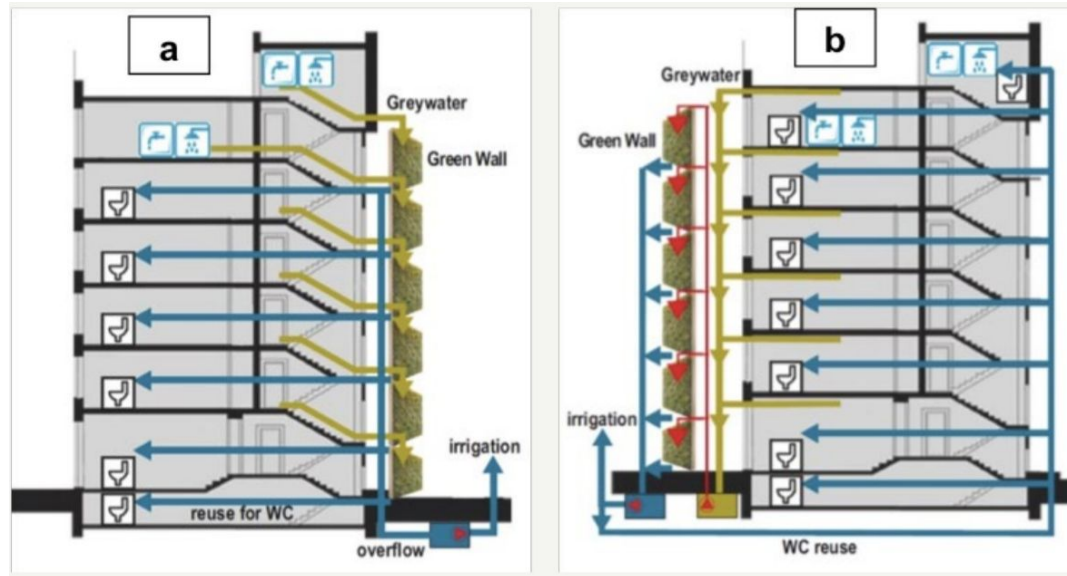 a
Greywater
Green Wall
irrigation
reuse for WC
overflow
b
Greywater
Green Wall
irrigation
WC reuse